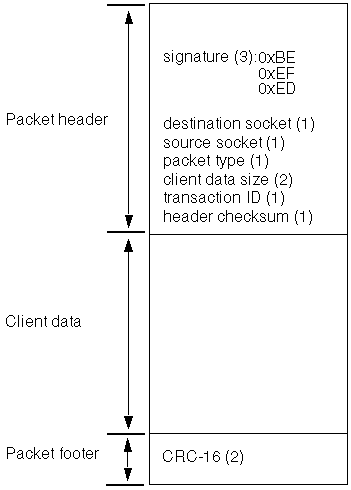 signature (3):0xBE
0xEF
0xED
Packet header
destination socket (1)
source socket (1)
packet type (1)
client data size (2)
transaction ID (1)
header checksum (1)
Client data
Packet footer
CRC-16 (2)